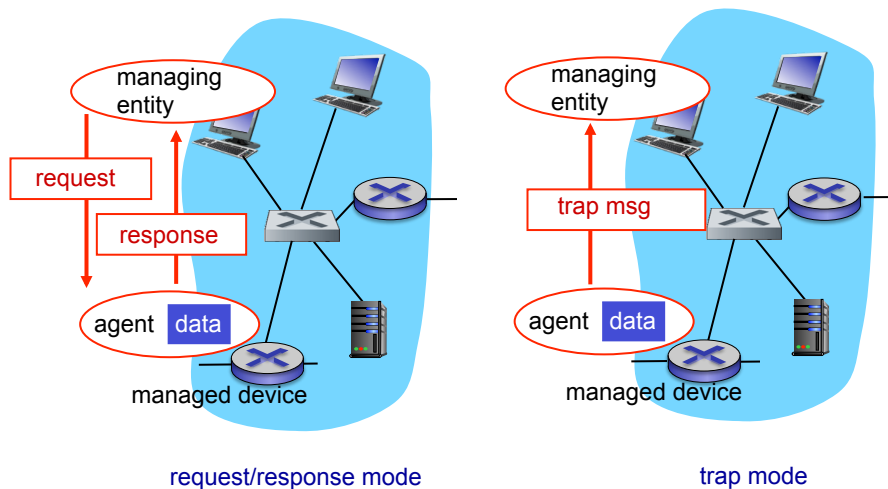 managing
entity
request
response
agent data
managed device
request/response mode
managing
entity
trap msg
agent data
managed device
trap mode